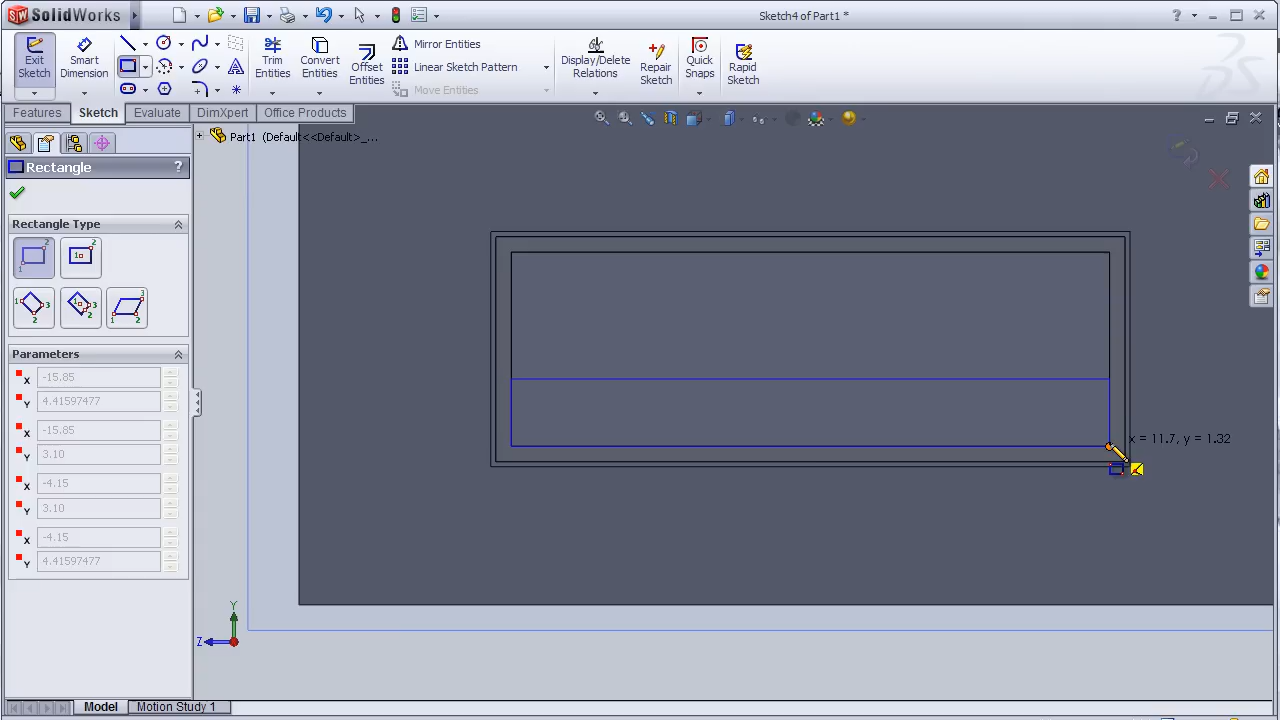 SolidWorks
Sketch4 of Part1 *
?
Exit Sketch
Smart Dimension
Trim Entities
Convert Entities
Offset Entities
Mirror Entities
Linear Sketch Pattern
Move Entities
Display/Delete Relations
Repair Sketch
Quick Snaps
Rapid Sketch
Features
Sketch
Evaluate
DimXpert
Office Products
Part1 (Default<<Default>_...
Rectangle
?
Rectangle Type
Parameters
X -15.85
Y 4.41597477
X -15.85
Y 3.10
X -4.15
Y 3.10
X -4.15
Y 4.41597477
x = 11.7, y = 1.32
Y
Z
Model
Motion Study 1